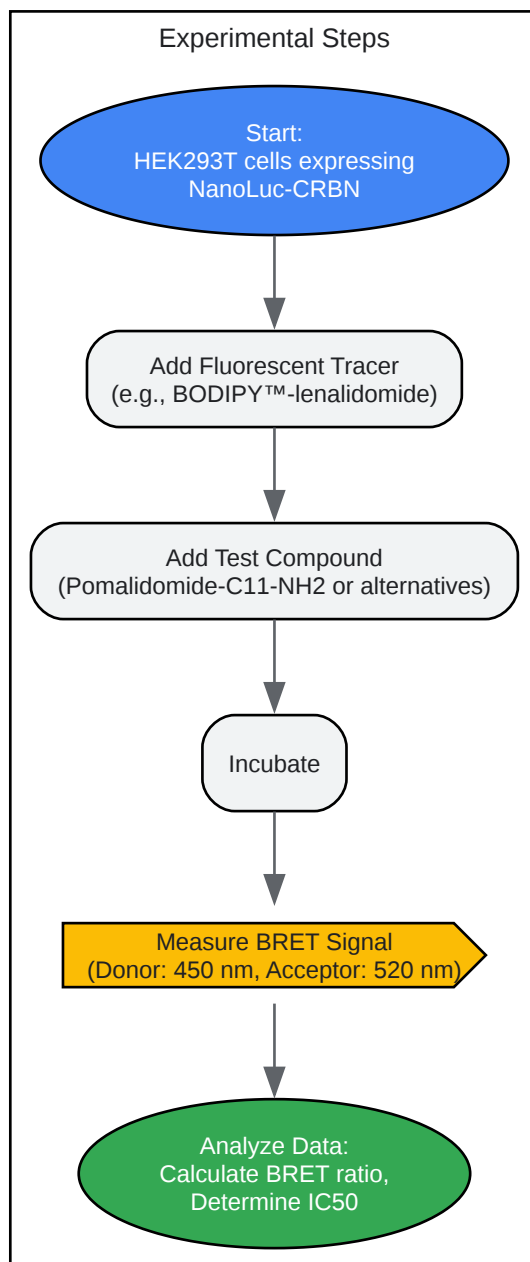 Experimental Steps
Start:
HEK293T cells expressing
NanoLuc-CRBN
Add Fluorescent Tracer
(e.g., BODIPY™-lenalidomide)
Add Test Compound
(Pomalidomide-C11-NH2 or alternatives)
Incubate
Measure BRET Signal
(Donor: 450 nm, Acceptor: 520 nm)
Analyze Data:
Calculate BRET ratio,
Determine IC50